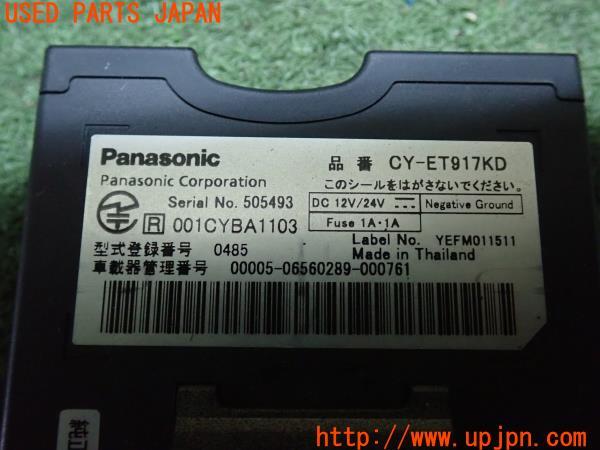 USED PARTS JAPAN
Panasonic
品 番 CY-ET917KD
Panasonic Corporation
このシールをはがさないでください。
Serial No. 505493
DC 12V/24V
Negative Ground
R 001CYBA1103
Fuse 1A・1A
Label No. YEFM011511
型式登録番号 0485
Made in Thailand
車載器管理番号 00005-06560289-000761
純正
http://www.upjpn.com/